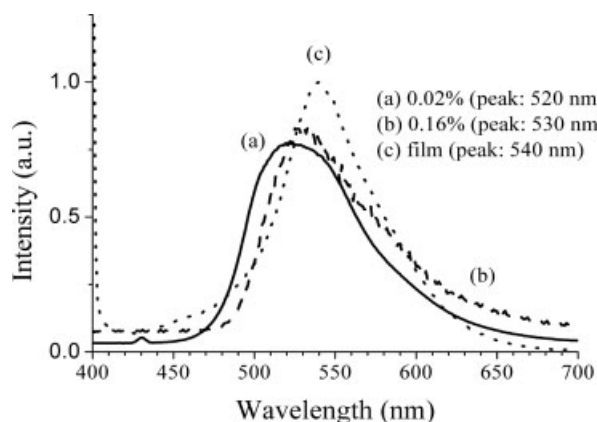 (c)
1.0
(a) 0.02% (peak: 520 nm
(b) 0.16% (peak: 530 nm
(c) film (peak: 540 nm)
(a)
Intensity (a.u.)
0.5
(b)
0.0
400 450 500 550 600 650 700
Wavelength (nm)